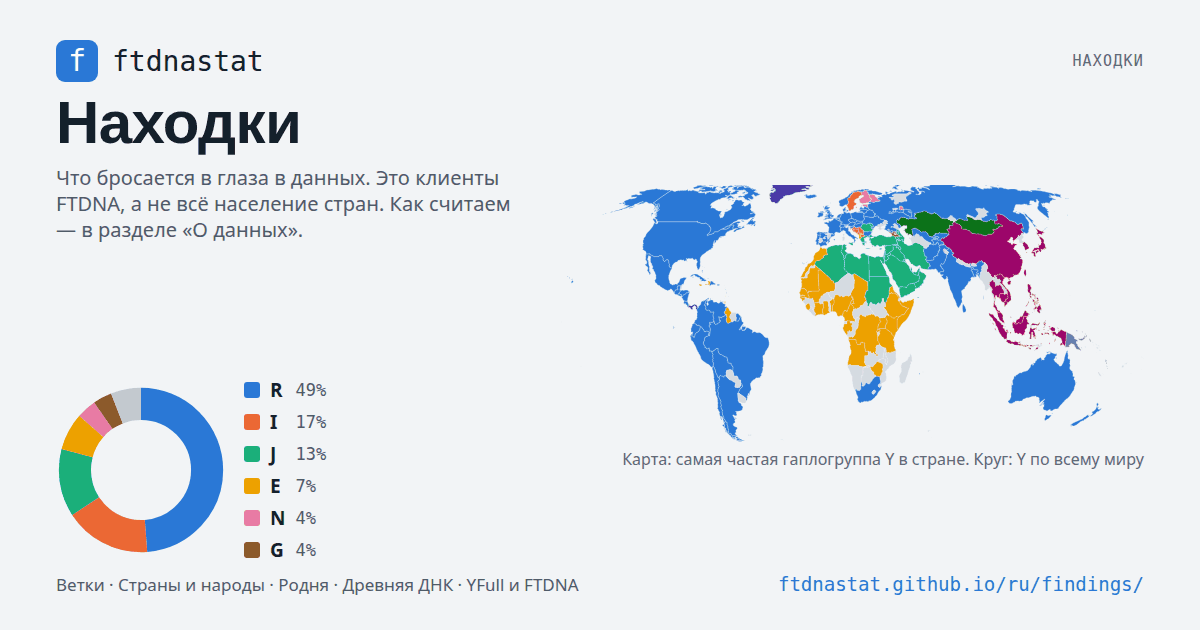 f ftdnastat
НАХОДКИ
Находки
Что бросается в глаза в данных. Это клиенты
FTDNA, а не всё население стран. Как считаем
— в разделе «О данных».
R 49%
I 17%
J 13%
E 7%
N 4%
G 4%
Карта: самая частая гаплогруппа Y в стране. Круг: Y по всему миру
Ветки · Страны и народы · Родня · Древняя ДНК · YFull и FTDNA
ftdnastat.github.io/ru/findings/